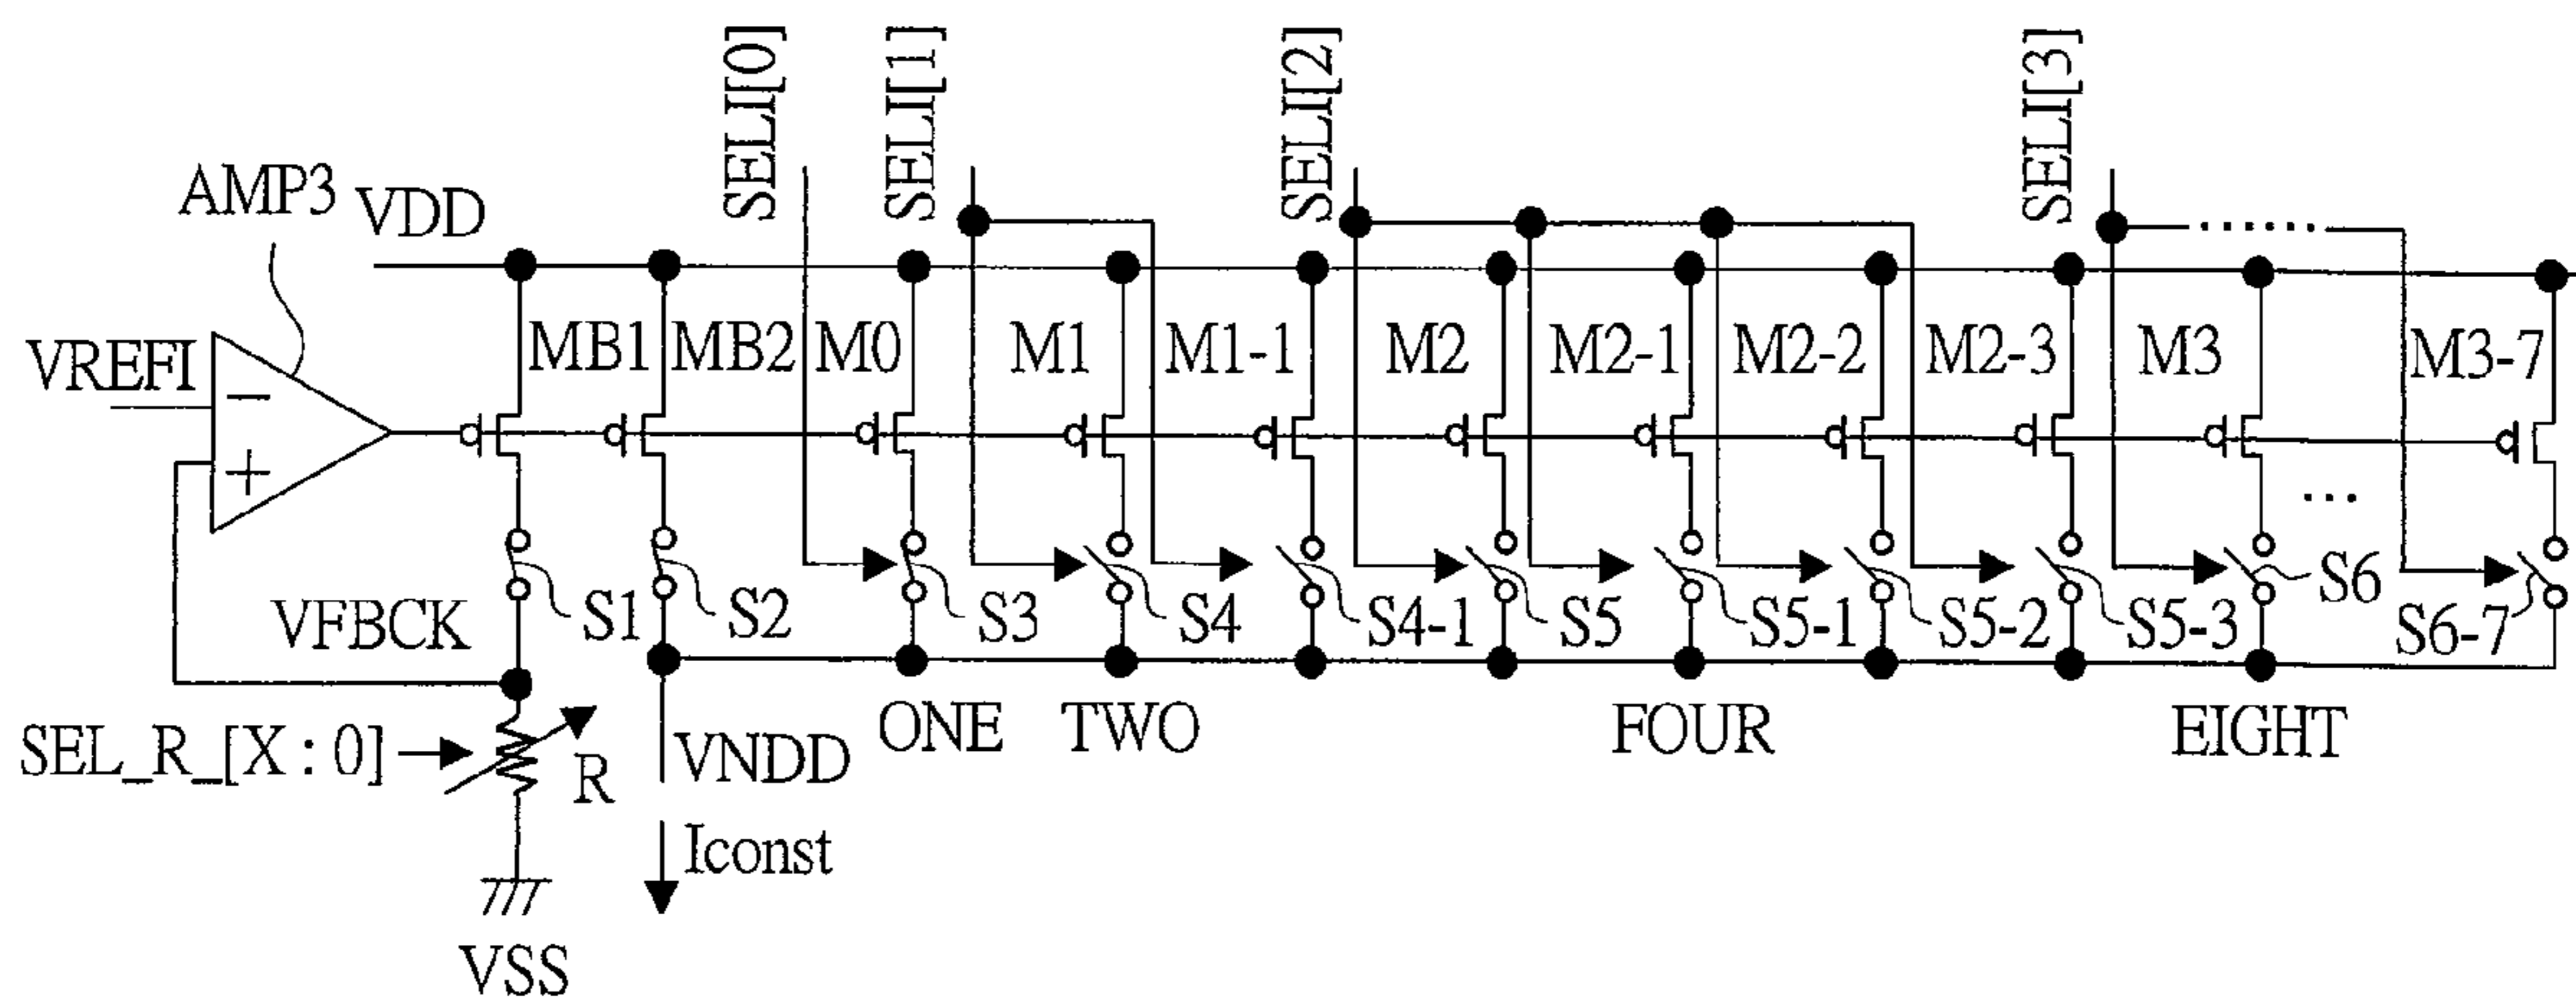 SELI[0]
SELI[1]
SELI[2]
SELI[3]
AMP3
VDD
VREFI
−
+
MB1
MB2
M0
M1
M1-1
M2
M2-1
M2-2
M2-3
M3
M3-7
......
...
VFBCK
S1
S2
S3
S4
S4-1
S5
S5-1
S5-2
S5-3
S6
S6-7
SEL_R_[X : 0]
R
VNDD
ONE
TWO
FOUR
EIGHT
Iconst
VSS